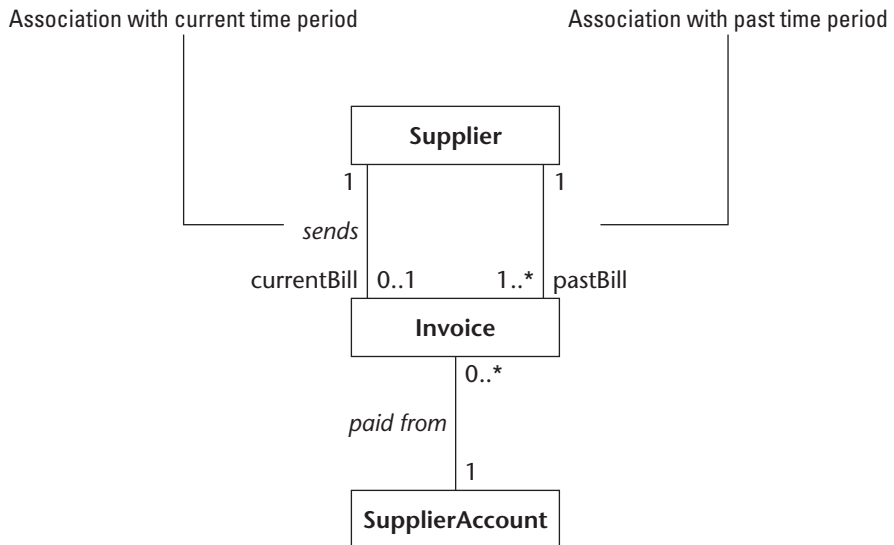 Association with current time period
Association with past time period
Supplier
1
1
sends
currentBill
0..1
1..*
pastBill
Invoice
0..*
paid from
1
SupplierAccount